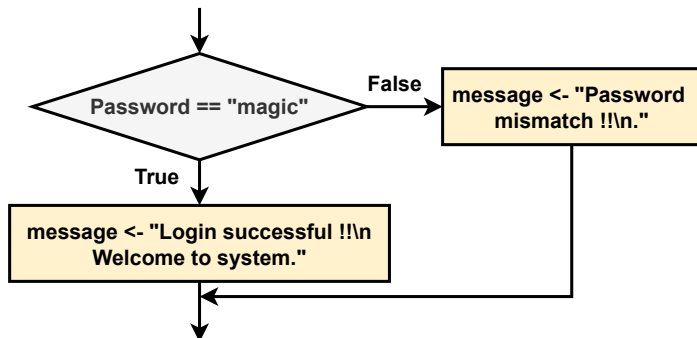 Password == "magic"
False
message <- "Password
mismatch !!\n."
True
message <- "Login successful !!\n
Welcome to system."